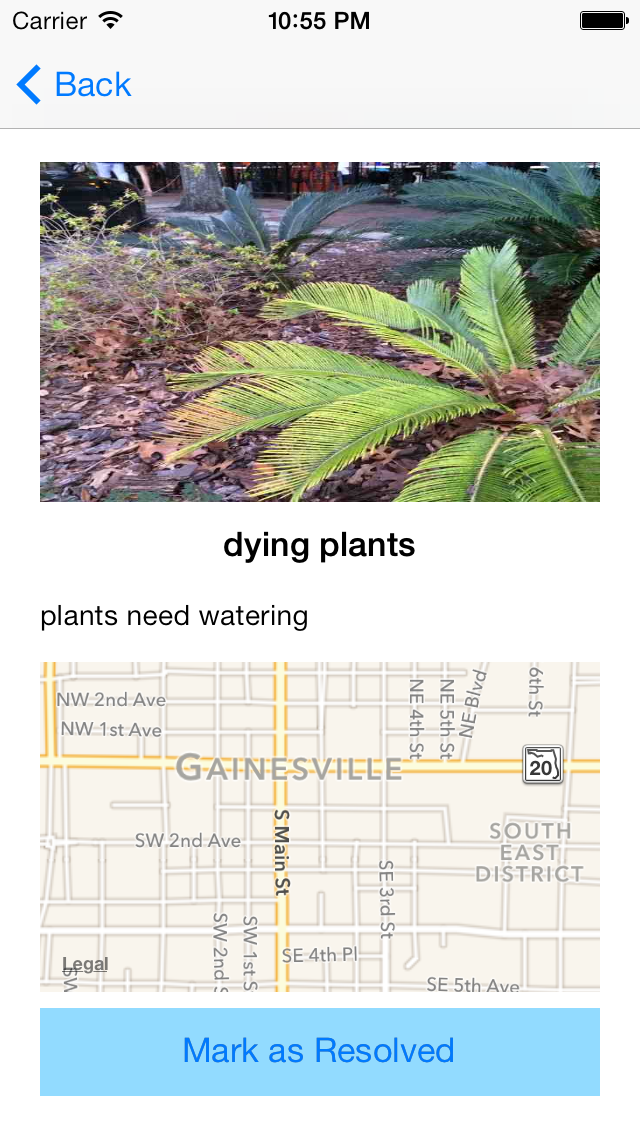 Carrier 10:55 PM
Back
dying plants
plants need watering
NW 2nd Ave
NW 1st Ave
NE 4th St
NE 5th St
NE Blvd
6th St
GAINESVILLE
20
S Main St
SW 2nd Ave
SOUTH
EAST
DISTRICT
SE 3rd St
SW 2nd S
SW 1st S
SE 4th Pl
Legal
SW
SE 5th Ave
Mark as Resolved